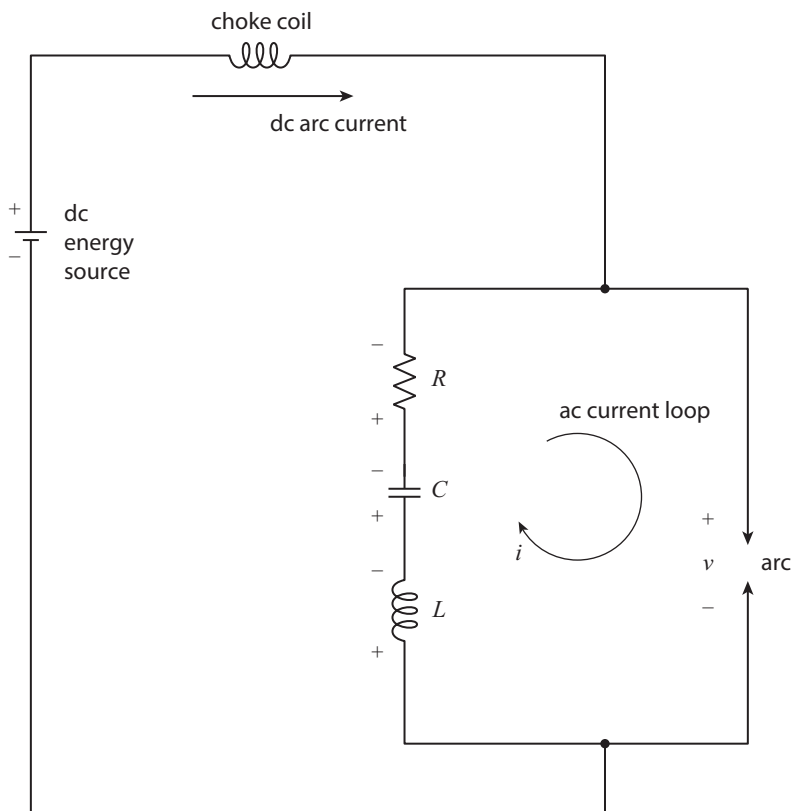 choke coil
dc arc current
+
dc
energy
−
source
−
R
+
ac current loop
−
C
+
+
−
i
v
arc
L
−
+